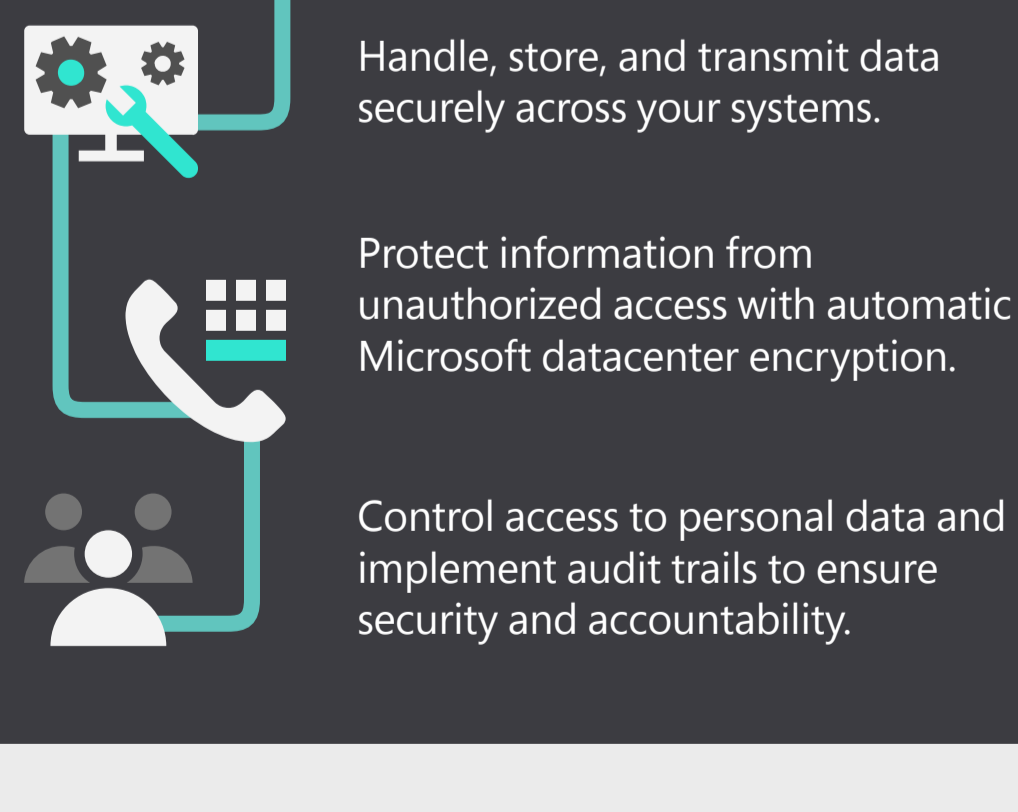 Handle, store, and transmit data
securely across your systems.
Protect information from
unauthorized access with automatic
Microsoft datacenter encryption.
Control access to personal data and
implement audit trails to ensure
security and accountability.